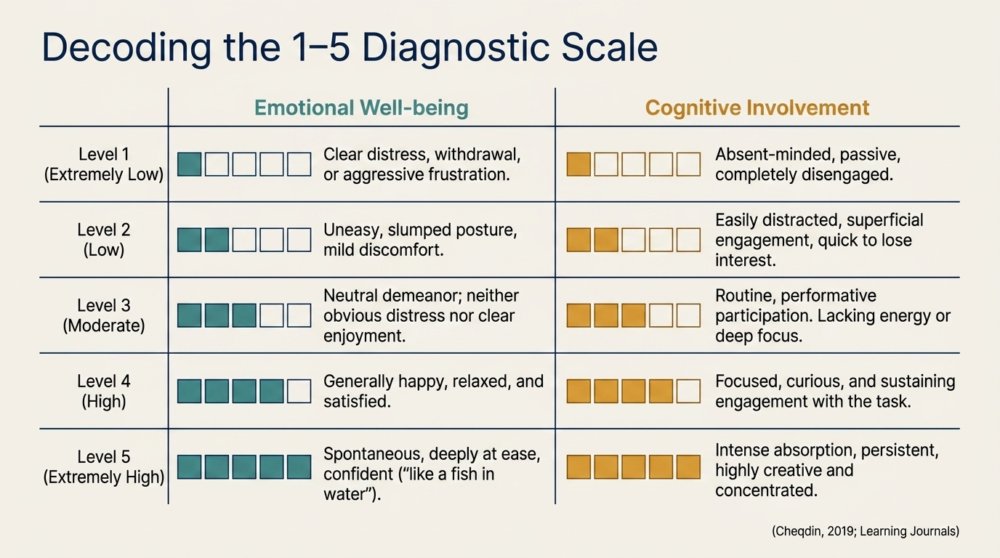 Decoding the 1–5 Diagnostic Scale
Emotional Well-being
Cognitive Involvement
Level 1
(Extremely Low)
Clear distress, withdrawal,
or aggressive frustration.
Absent-minded, passive,
completely disengaged.
Level 2
(Low)
Uneasy, slumped posture,
mild discomfort.
Easily distracted, superficial
engagement, quick to lose
interest.
Level 3
(Moderate)
Neutral demeanor; neither
obvious distress nor clear
enjoyment.
Routine, performative
participation. Lacking energy or
deep focus.
Level 4
(High)
Generally happy, relaxed, and
satisfied.
Focused, curious, and sustaining
engagement with the task.
Level 5
(Extremely High)
Spontaneous, deeply at ease,
confident (“like a fish in
water”).
Intense absorption, persistent,
highly creative and
concentrated.
(Cheqdin, 2019; Learning Journals)